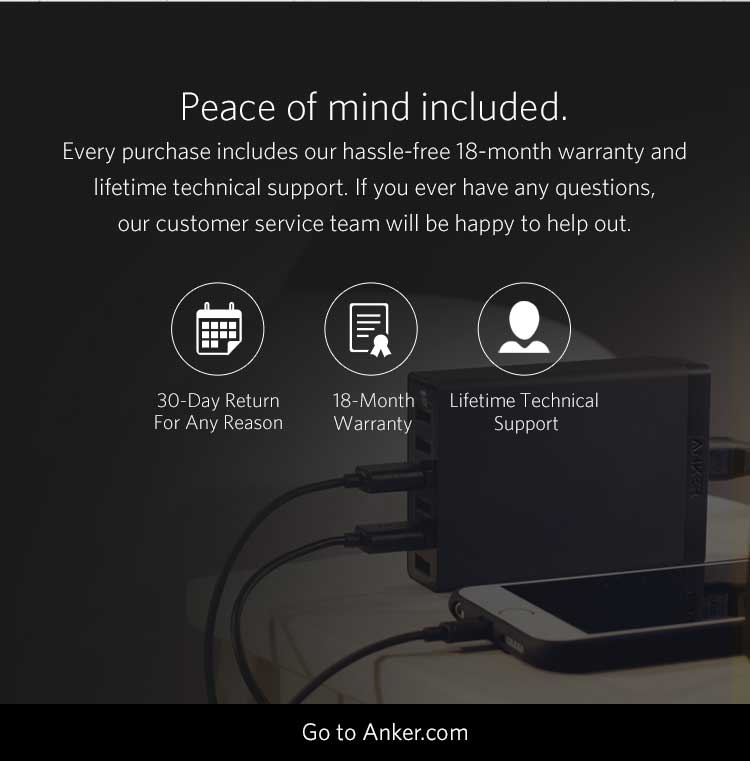 Peace of mind included.
Every purchase includes our hassle-free 18-month warranty and
lifetime technical support. If you ever have any questions,
our customer service team will be happy to help out.
30-Day Return
For Any Reason
18-Month
Warranty
Lifetime Technical
Support
ANKER
Go to Anker.com